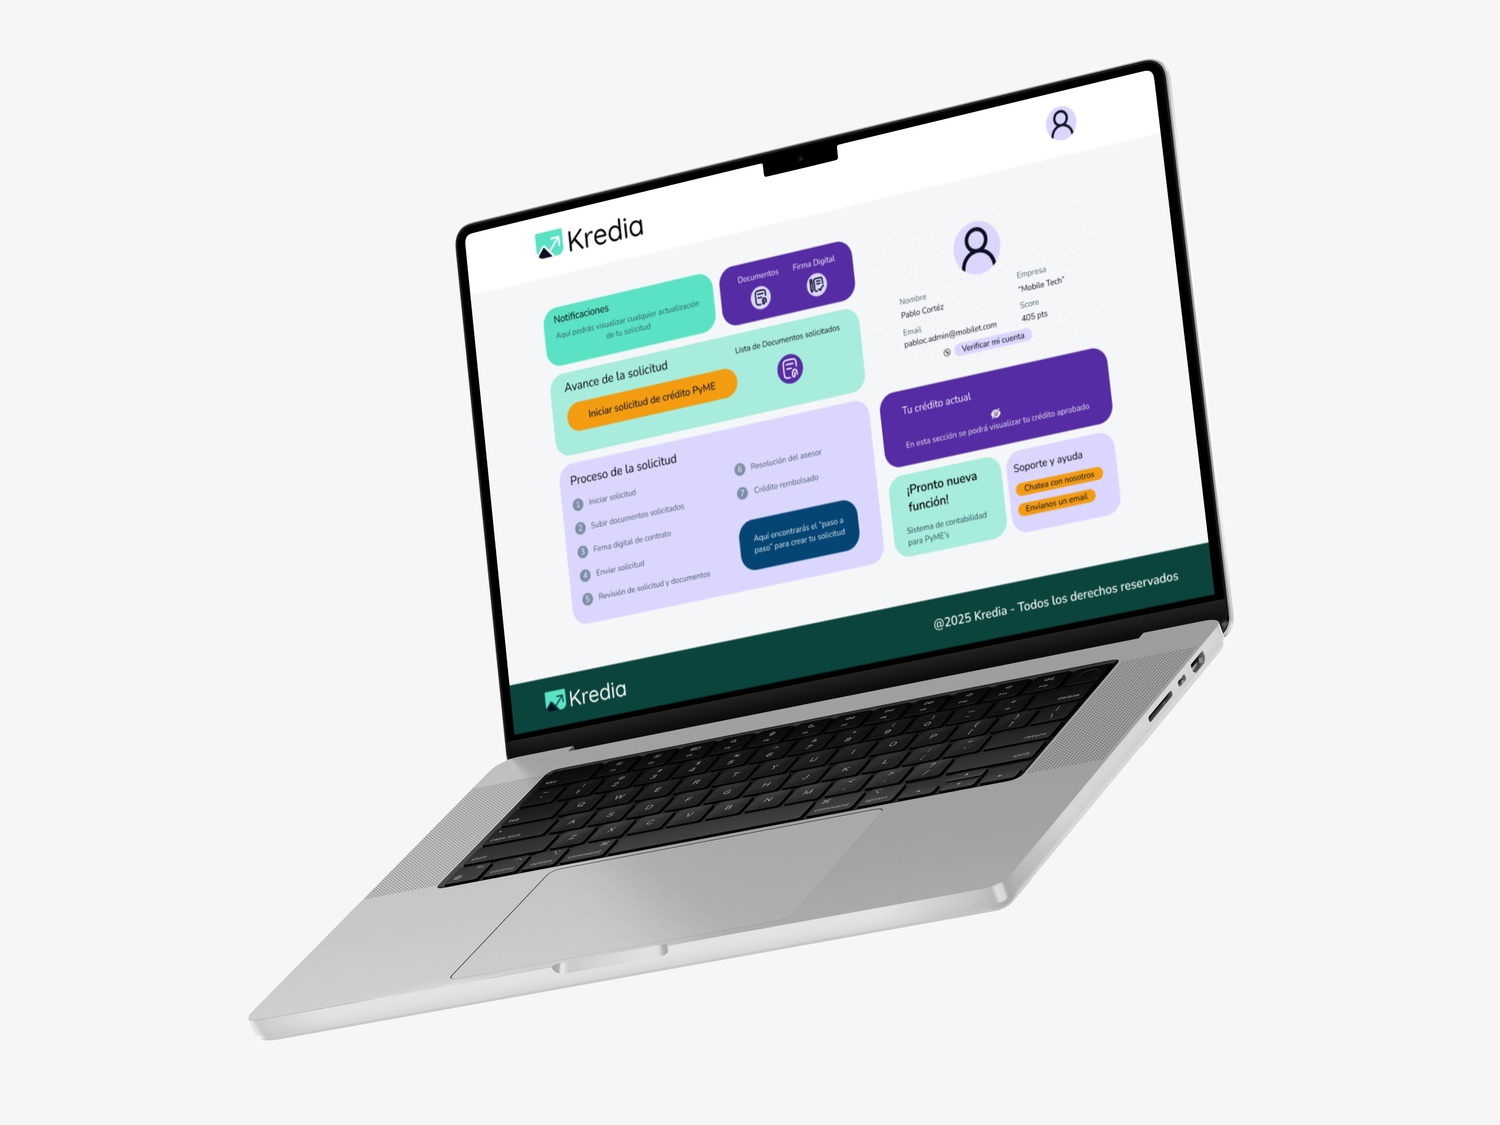 Kredia
Notificaciones
Aquí podrás visualizar cualquier actualización
de tu solicitud
Documentos
Firma Digital
Avance de la solicitud
Iniciar solicitud de crédito PyME
Lista de Documentos solicitados
Proceso de la solicitud
1 Iniciar solicitud
2 Subir documentos solicitados
3 Firma digital de contrato
4 Enviar solicitud
5 Revisión de solicitud y documentos
6 Resolución del asesor
7 Crédito rembolsado
Aquí encontrarás el "paso a
paso" para crear tu solicitud
Nombre
Pablo Cortéz
Empresa
"Mobile Tech"
Email
pabloc.admin@mobilet.com
Score
405 pts
Verificar mi cuenta
Tu crédito actual
En esta sección se podrá visualizar tu crédito aprobado
¡Pronto nueva
función!
Sistema de contabilidad
para PyME's
Soporte y ayuda
Chatea con nosotros
Envíanos un email
Kredia
@2025 Kredia - Todos los derechos reservados